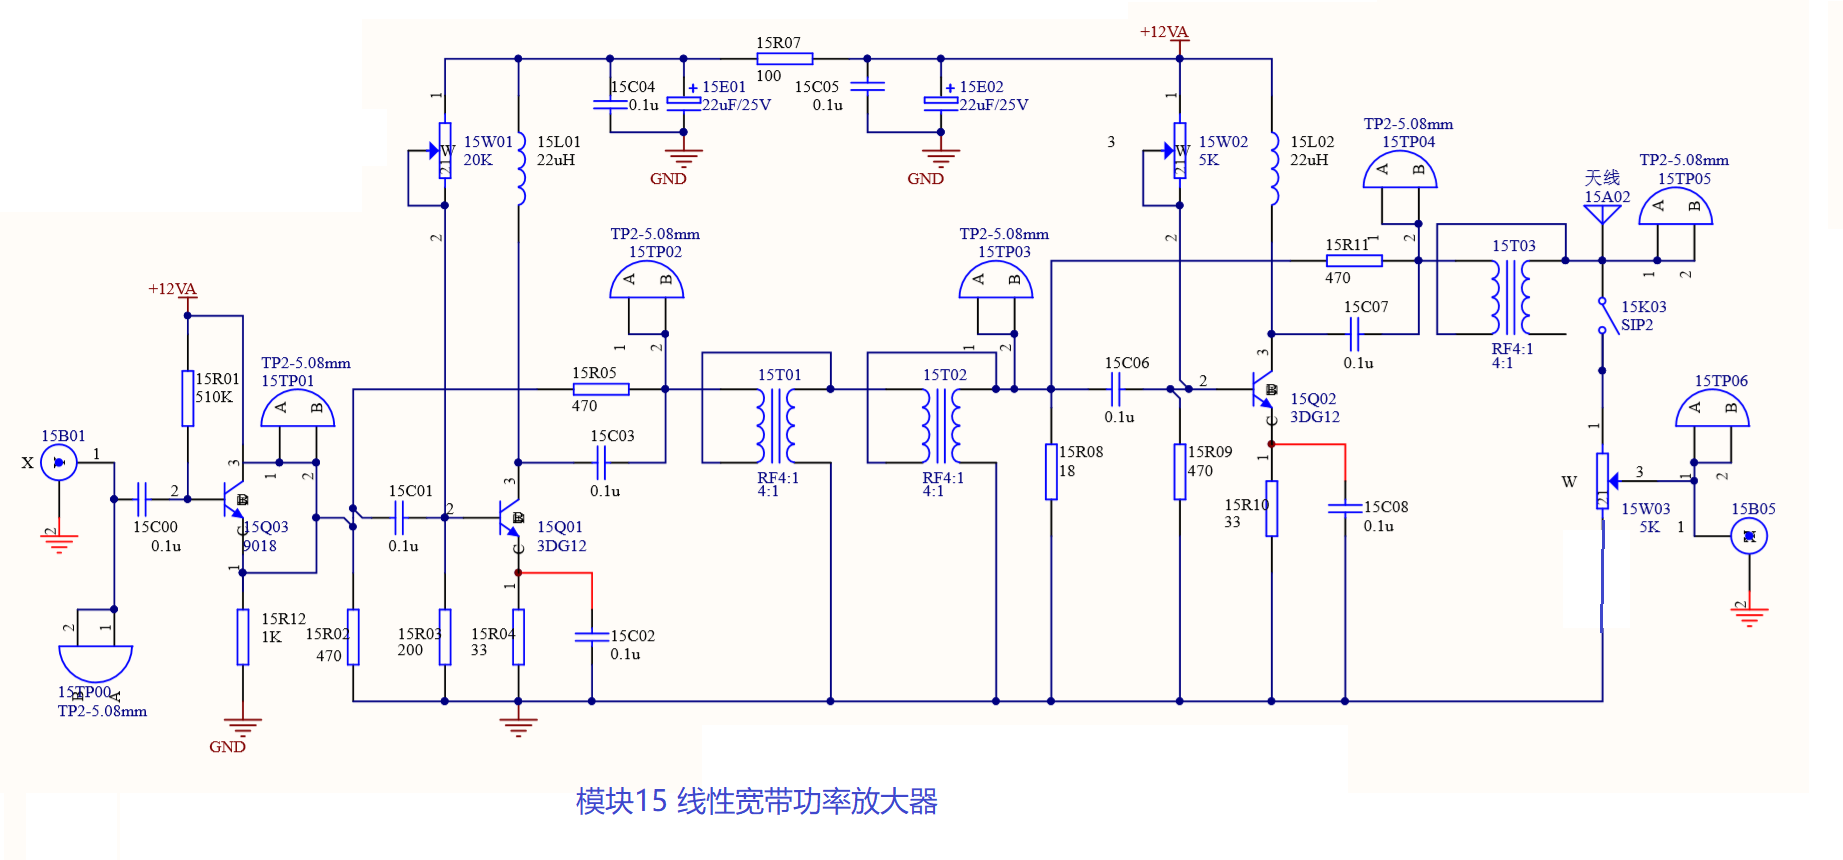 +12VA
15R07
100
15C04
0.1u
+ 15E01
22uF/25V
15C05
0.1u
+ 15E02
22uF/25V
GND
GND
1
W
21
15W01
20K
2
15L01
22uH
3
1
W
21
15W02
5K
2
15L02
22uH
TP2-5.08mm
15TP04
A
B
1
2
天线
15A02
TP2-5.08mm
15TP05
A
B
1
2
TP2-5.08mm
15TP02
A
B
1
2
TP2-5.08mm
15TP03
A
B
1
2
15R11
470
15T03
RF4:1
4:1
15K03
SIP2
15C07
0.1u
+12VA
15R01
510K
TP2-5.08mm
15TP01
A
B
1
2
15R05
470
15C03
0.1u
15T01
RF4:1
4:1
15T02
RF4:1
4:1
15C06
0.1u
2
3
B
C
1
15Q02
3DG12
15TP06
A
B
1
2
15B01
X
1
2
15C00
0.1u
2
3
B
C
1
15Q03
9018
15C01
0.1u
2
3
B
C
1
15Q01
3DG12
15R08
18
15R09
470
15R10
33
15C08
0.1u
1
W
21
3
15W03
5K
15B05
1
2
15R12
1K
15R02
470
15R03
200
15R04
33
15C02
0.1u
2
1
15TP00
B
A
TP2-5.08mm
GND
模块15 线性宽带功率放大器